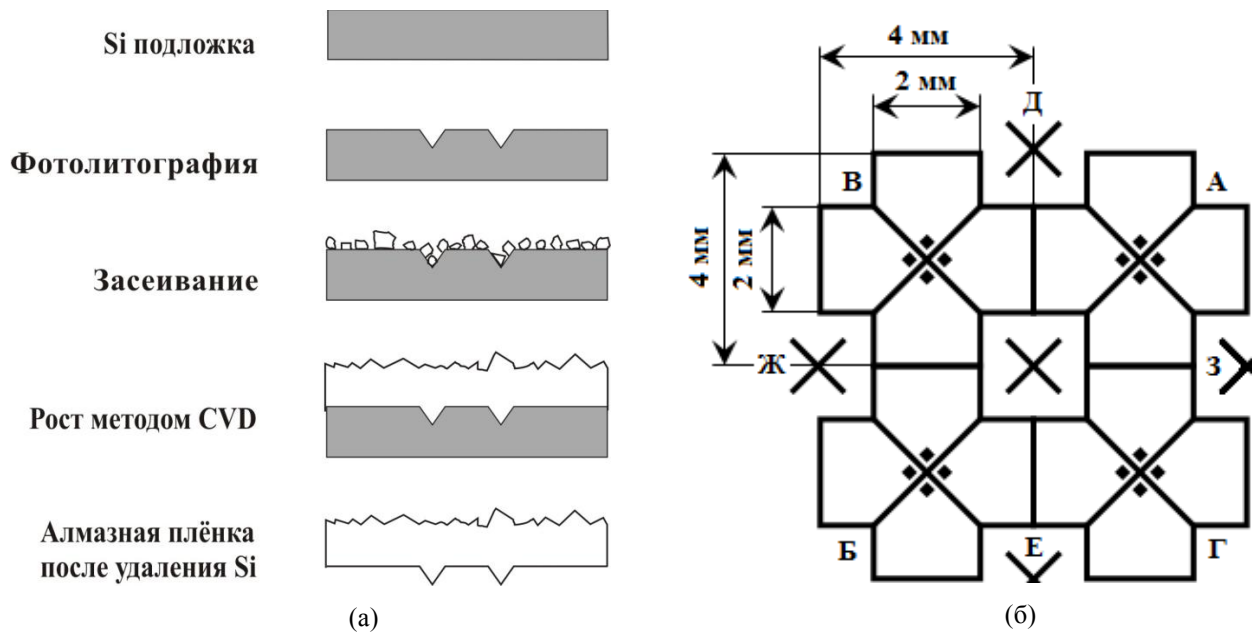 Si подложка
Фотолитография
Засеивание
Рост методом CVD
Алмазная плёнка
после удаления Si
(а)
4 мм
2 мм
Д
В
А
4 мм
2 мм
Ж
З
Б
Е
Г
(б)